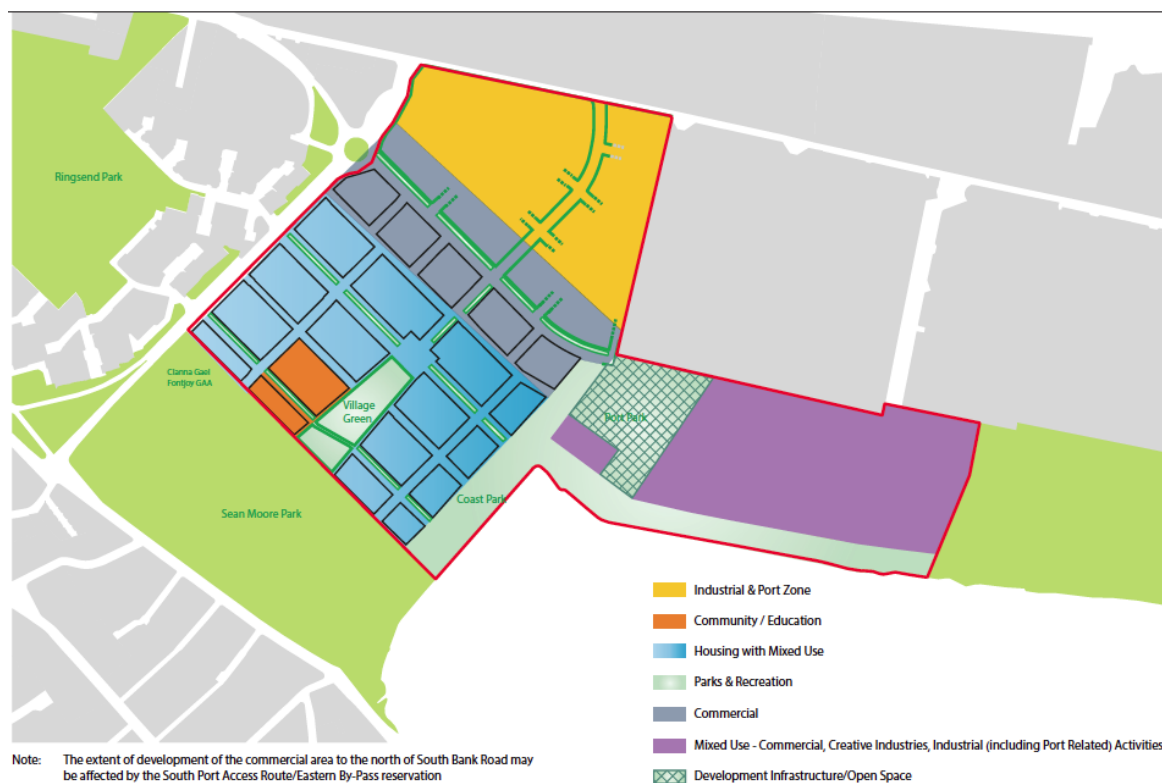 Ringsend Park
Clanna Gael
Fontjoy GAA
Village
Green
Port Park
Coast Park
Sean Moore Park
Industrial & Port Zone
Community / Education
Housing with Mixed Use
Parks & Recreation
Commercial
Mixed Use - Commercial, Creative Industries, Industrial (including Port Related) Activities
Development Infrastructure/Open Space
Note: The extent of development of the commercial area to the north of South Bank Road may
be affected by the South Port Access Route/Eastern By-Pass reservation